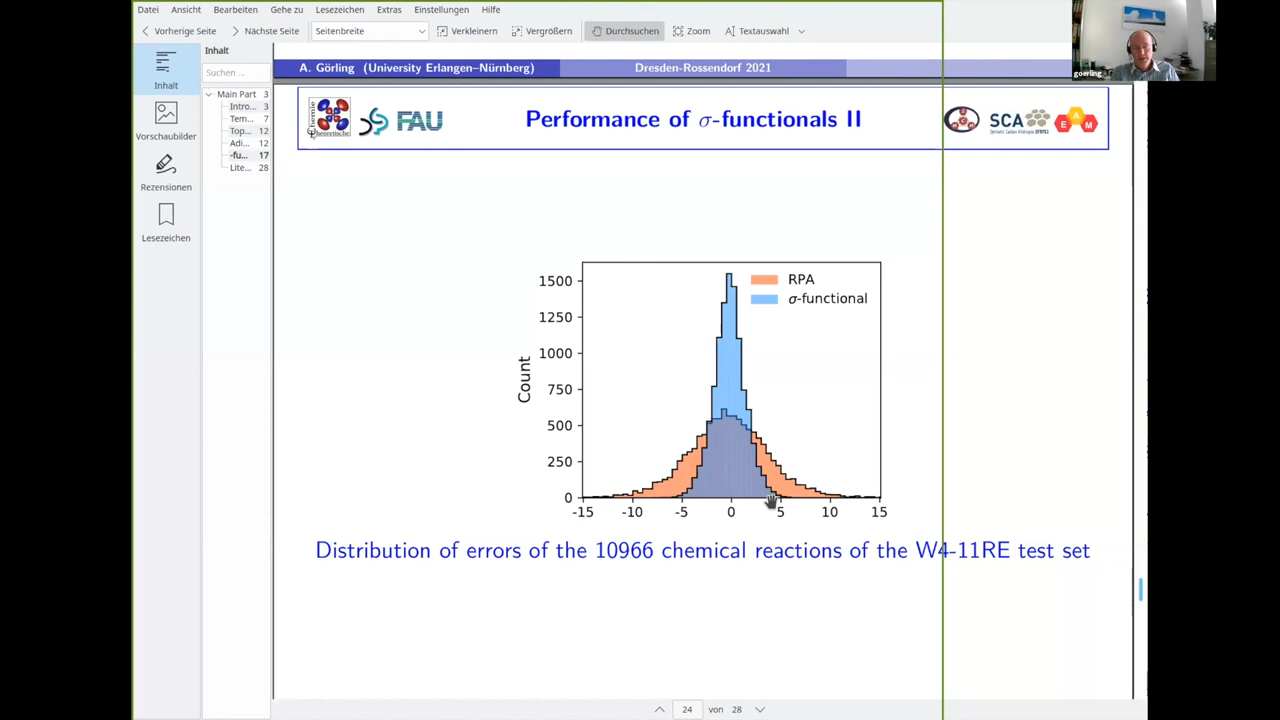 Datei Ansicht Bearbeiten Gehe zu Lesezeichen Extras Einstellungen Hilfe
Vorherige Seite Nächste Seite Seitenbreite Verkleinern Vergrößern Durchsuchen Zoom Textauswahl
Inhalt
Suchen ...
Main Part 3
Intro... 3
Tem... 7
Top... 12
Adi... 12
-fu... 17
Lite... 28
Inhalt
Vorschaubilder
Rezensionen
Lesezeichen
goerling
A. Görling (University Erlangen–Nürnberg) Dresden-Rossendorf 2021
FAU
Performance of σ-functionals II
SCA
EAM
RPA
σ-functional
Count
1500
1250
1000
750
500
250
0
-15 -10 -5 0 5 10 15
Distribution of errors of the 10966 chemical reactions of the W4-11RE test set
24 von 28